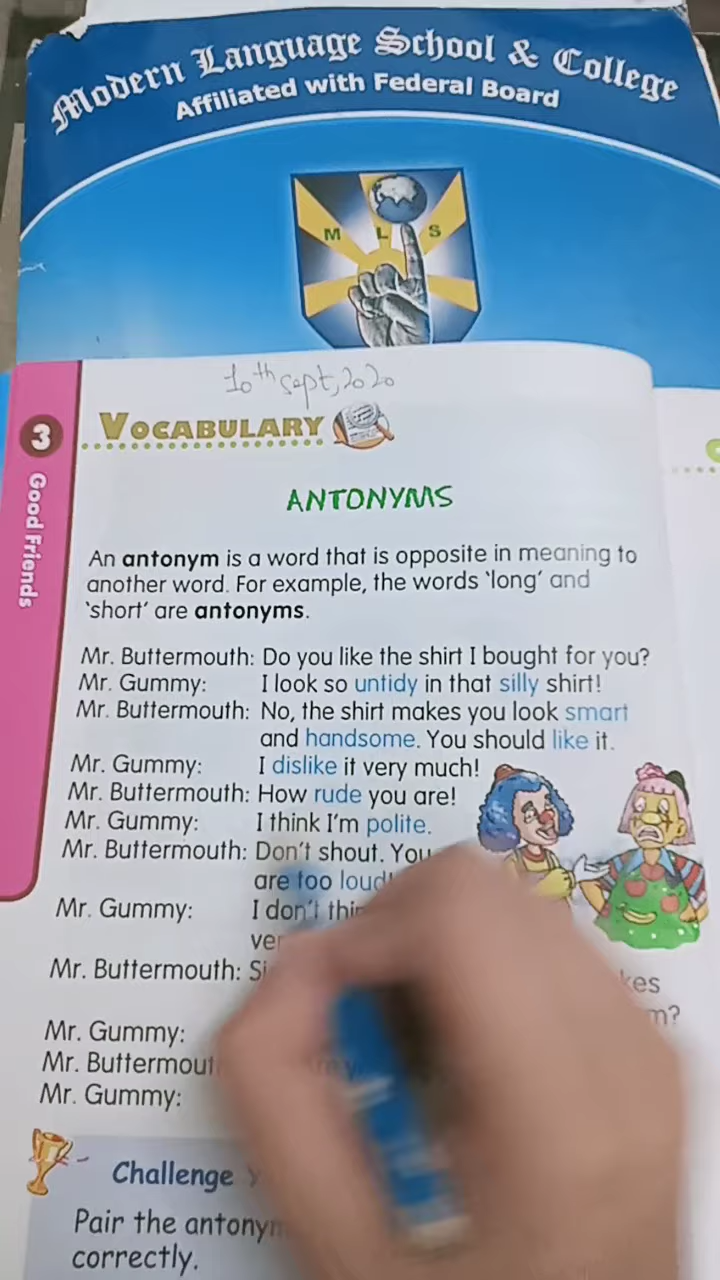 Modern Language School & College
Affiliated with Federal Board
M L S
10th Sept, 2020
3
VOCABULARY
Good Friends
ANTONYMS
An antonym is a word that is opposite in meaning to
another word. For example, the words 'long' and
'short' are antonyms.
Mr. Buttermouth: Do you like the shirt I bought for you?
Mr. Gummy: I look so untidy in that silly shirt!
Mr. Buttermouth: No, the shirt makes you look smart
and handsome. You should like it.
Mr. Gummy: I dislike it very much!
Mr. Buttermouth: How rude you are!
Mr. Gummy: I think I'm polite.
Mr. Buttermouth: Don't shout. You
are too loud!
Mr. Gummy: I don't
Mr. Buttermouth:
Mr. Gummy:
Mr. Gummy:
Challenge
Pair the
correctly.